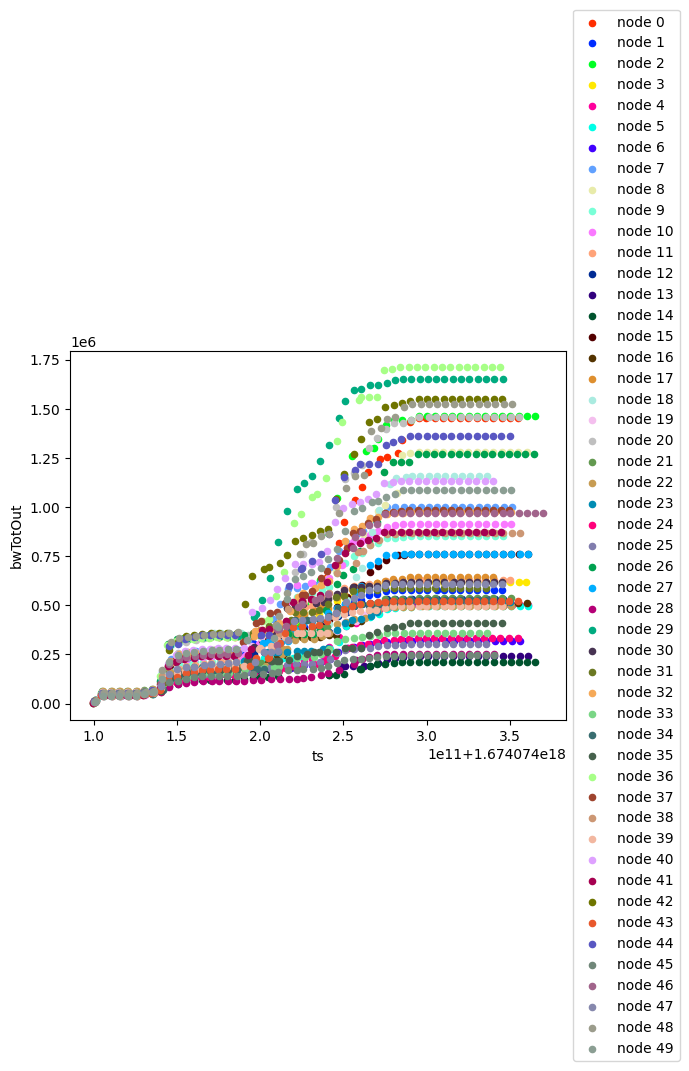 1e6
1.75
1.50
1.25
1.00
0.75
0.50
0.25
0.00
bwTotOut
1.0
1.5
2.0
2.5
3.0
3.5
ts
1e11+1.674074e18
node 0
node 1
node 2
node 3
node 4
node 5
node 6
node 7
node 8
node 9
node 10
node 11
node 12
node 13
node 14
node 15
node 16
node 17
node 18
node 19
node 20
node 21
node 22
node 23
node 24
node 25
node 26
node 27
node 28
node 29
node 30
node 31
node 32
node 33
node 34
node 35
node 36
node 37
node 38
node 39
node 40
node 41
node 42
node 43
node 44
node 45
node 46
node 47
node 48
node 49